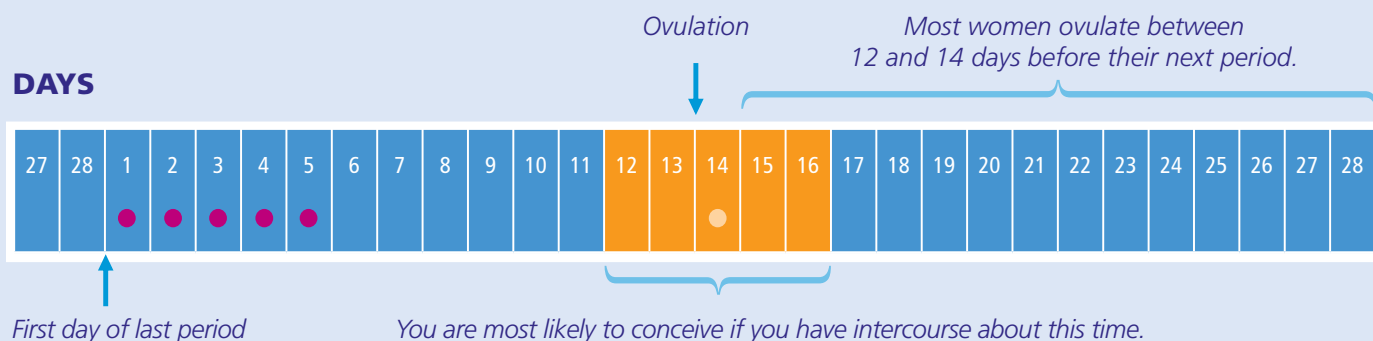 Ovulation
Most women ovulate between
12 and 14 days before their next period.
DAYS
27 28 1 2 3 4 5 6 7 8 9 10 11 12 13 14 15 16 17 18 19 20 21 22 23 24 25 26 27 28
First day of last period
You are most likely to conceive if you have intercourse about this time.